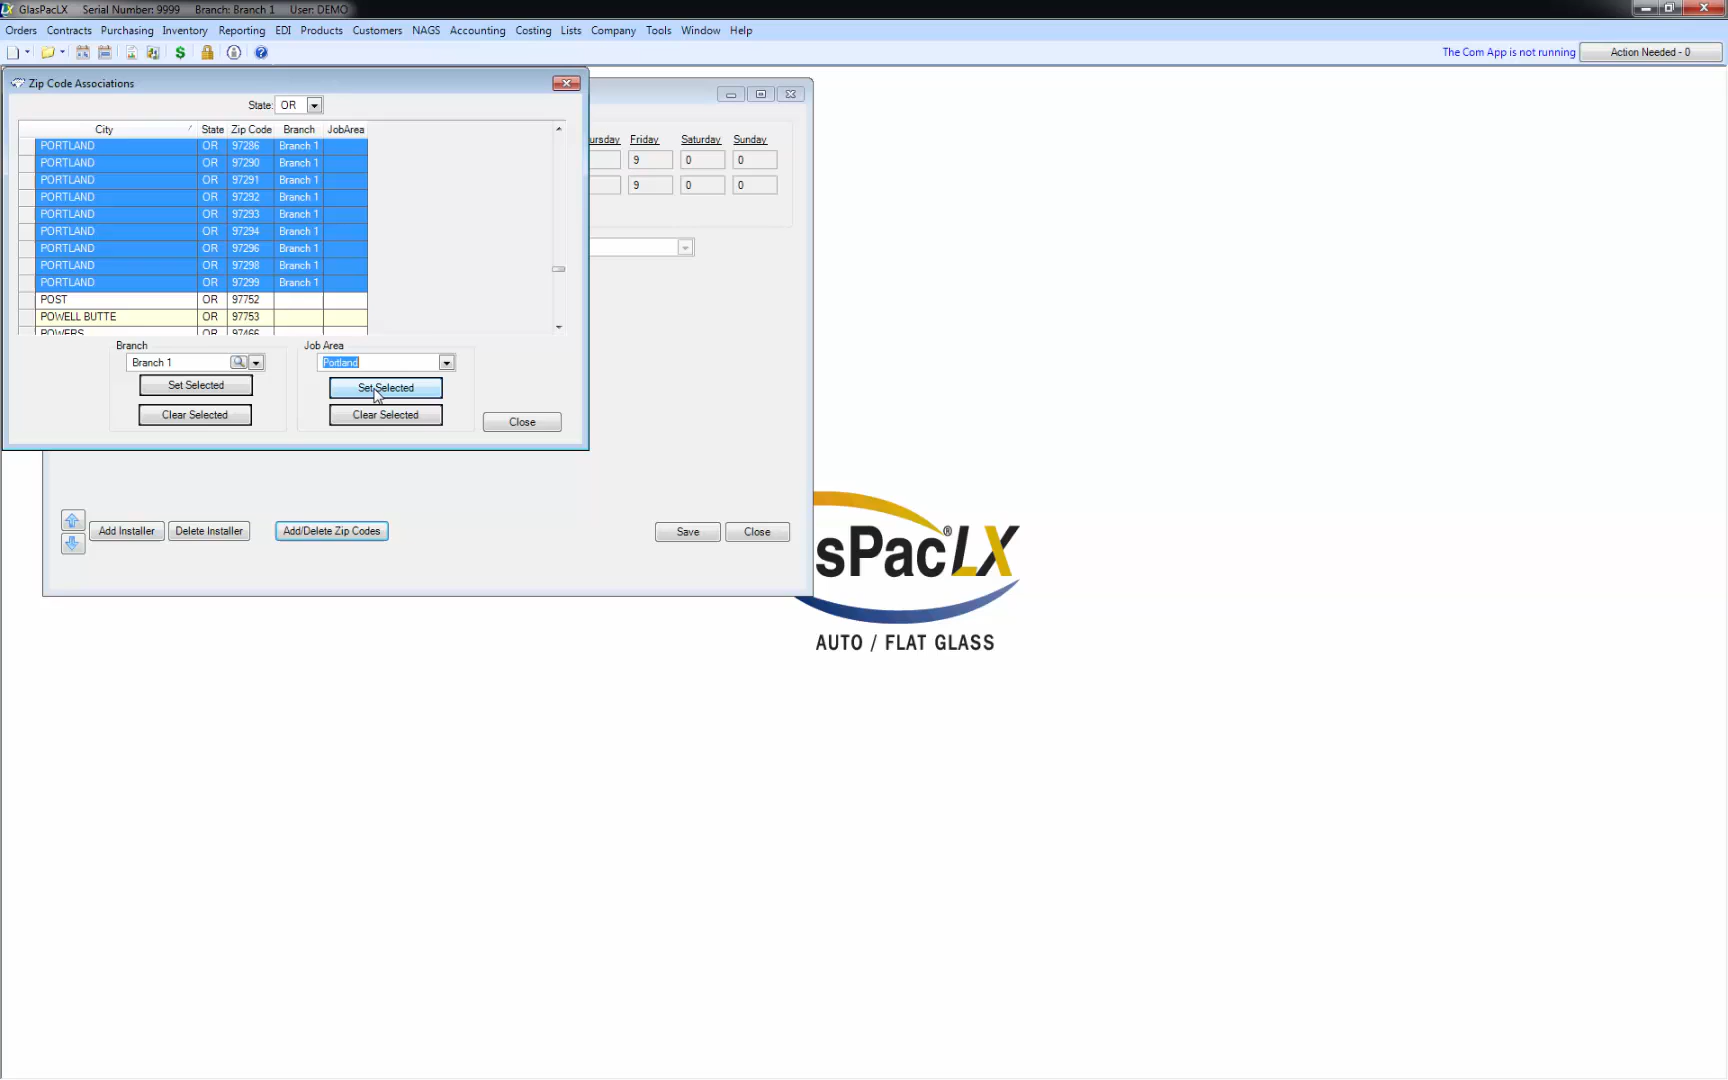 GlasPacLX Serial Number: 9999 Branch: Branch 1 User: DEMO
Orders Contracts Purchasing Inventory Reporting EDI Products Customers NAGS Accounting Costing Lists Company Tools Window Help
The Com App is not running Action Needed - 0
Zip Code Associations
State: OR
City State Zip Code Branch JobArea
PORTLAND OR 97286 Branch 1
PORTLAND OR 97290 Branch 1
PORTLAND OR 97291 Branch 1
PORTLAND OR 97292 Branch 1
PORTLAND OR 97293 Branch 1
PORTLAND OR 97294 Branch 1
PORTLAND OR 97296 Branch 1
PORTLAND OR 97298 Branch 1
PORTLAND OR 97299 Branch 1
POST OR 97752
POWELL BUTTE OR 97753
POWERS OR 97466
Branch Job Area
Branch 1 Portland
Set Selected Set Selected
Clear Selected Clear Selected
Close
ursday Friday Saturday Sunday
9 0 0
9 0 0
Add Installer Delete Installer Add/Delete Zip Codes Save Close
sPacLX®
AUTO / FLAT GLASS